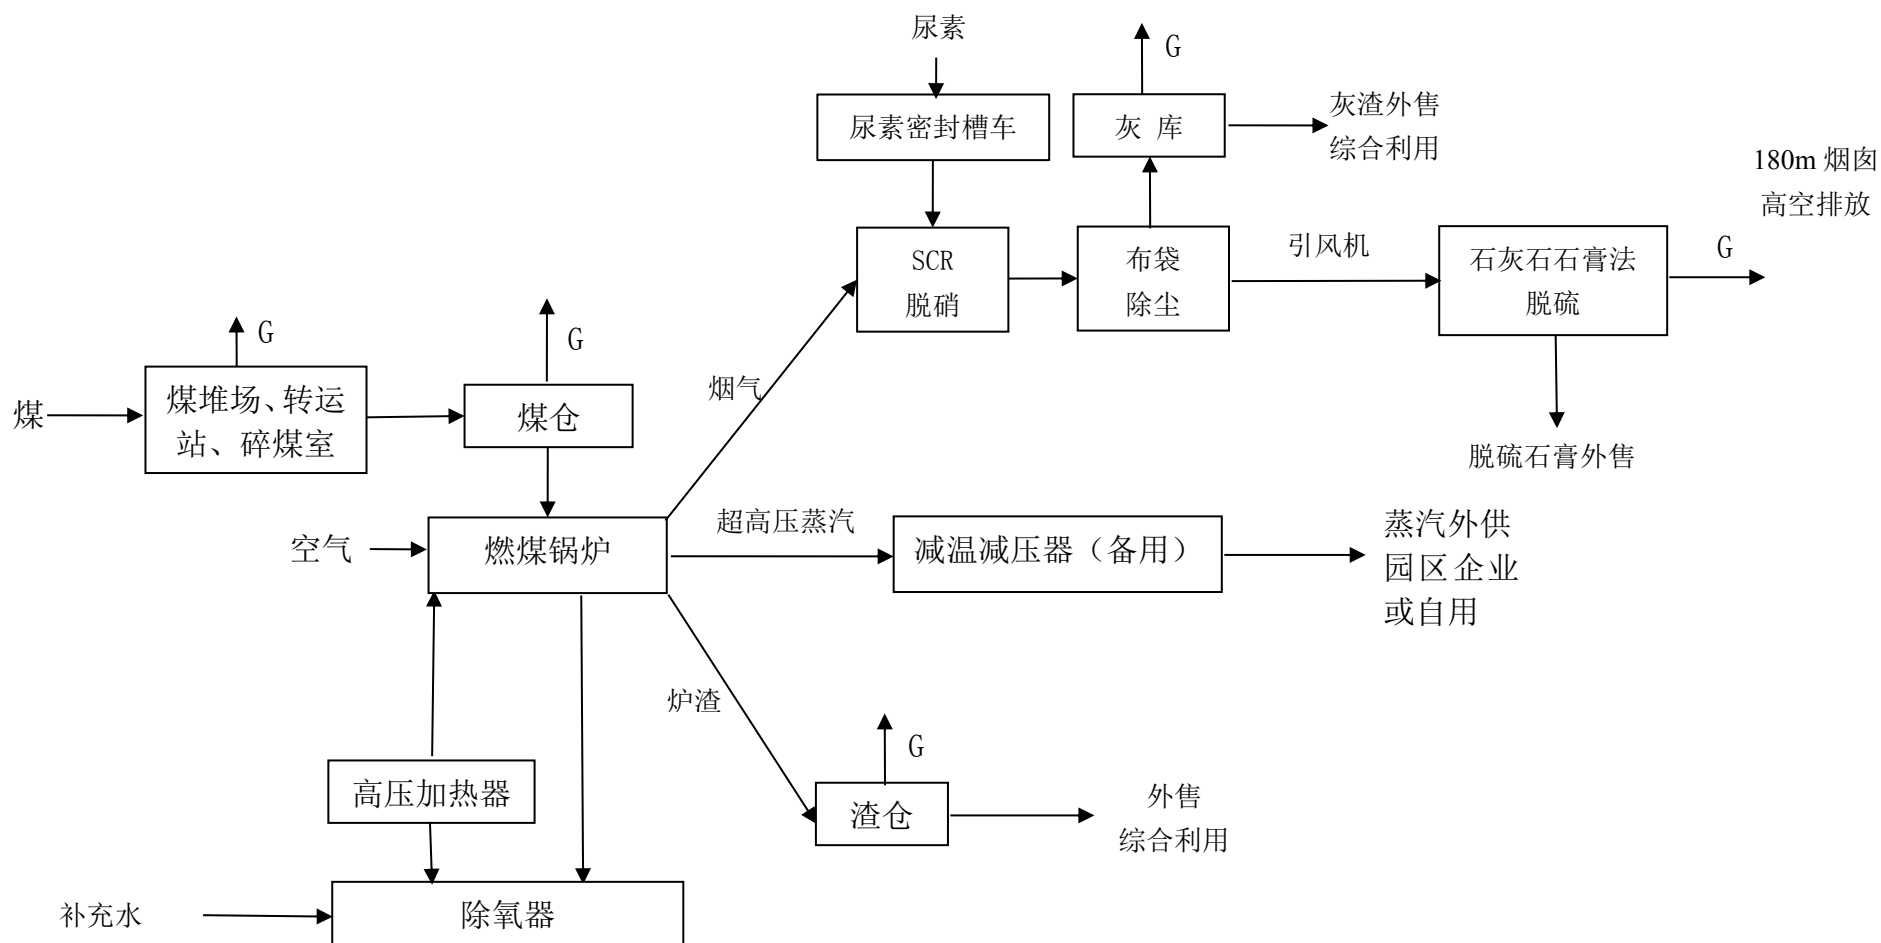 尿素
G
尿素密封槽车
灰 库
灰渣外售
综合利用
180m 烟囱
高空排放
SCR
脱硝
布袋
除尘
引风机
石灰石石膏法
脱硫
G
脱硫石膏外售
G
G
煤
煤堆场、转运
站、碎煤室
煤仓
烟气
空气
燃煤锅炉
超高压蒸汽
减温减压器（备用）
蒸汽外供
园区企业
或自用
炉渣
高压加热器
G
渣仓
外售
综合利用
补充水
除氧器